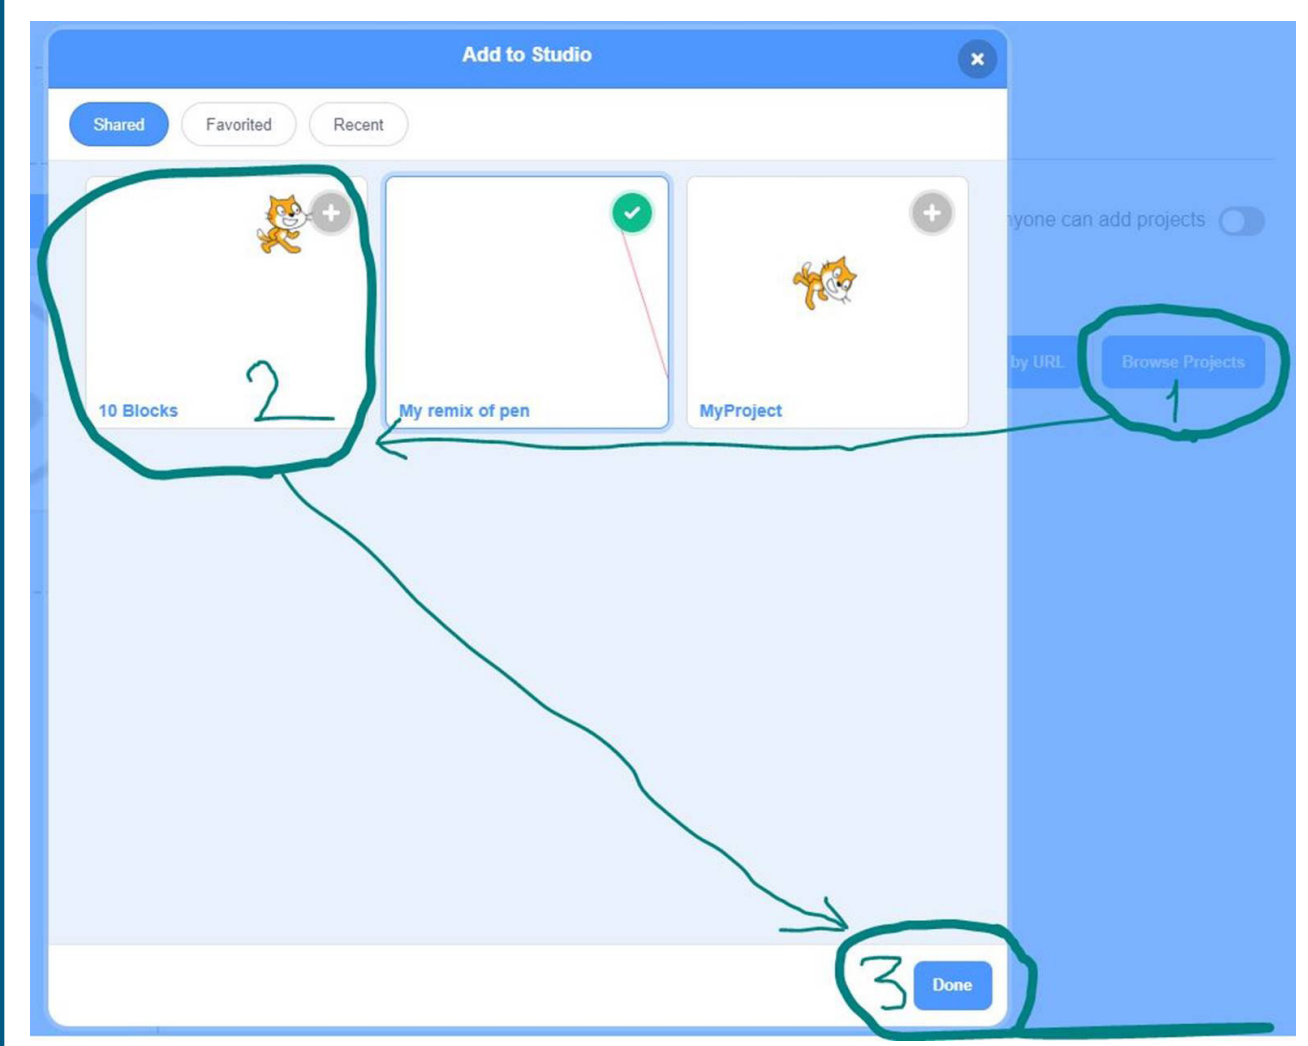 Add to Studio
Shared Favorited Recent
nyone can add projects
by URL Browse Projects
1
10 Blocks My remix of pen MyProject
2
3 Done